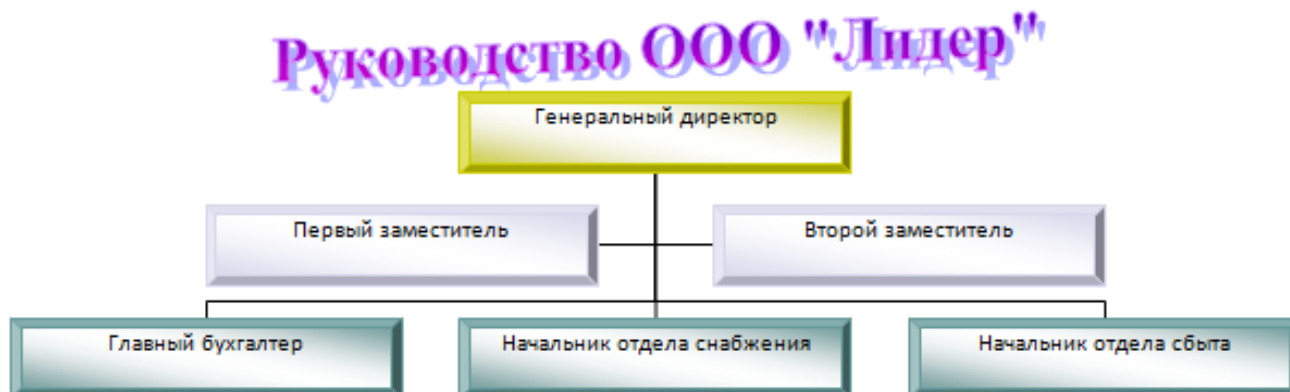 Руководство ООО "Лидер"
Генеральный директор
Первый заместитель
Второй заместитель
Главный бухгалтер
Начальник отдела снабжения
Начальник отдела сбыта